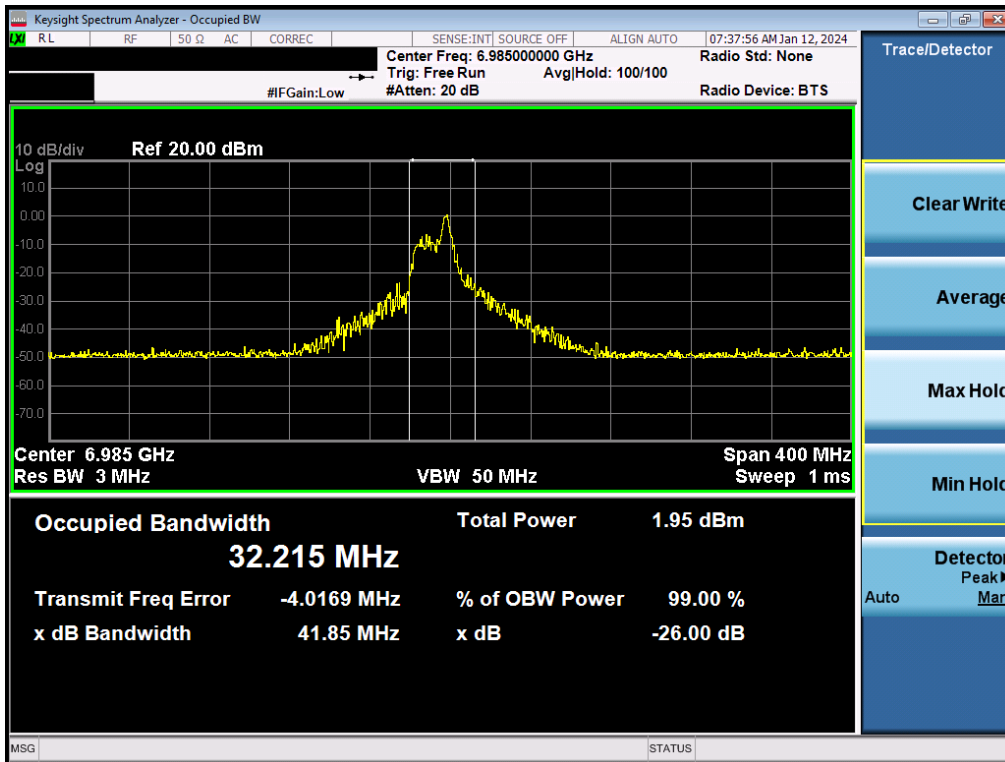 Keysight Spectrum Analyzer - Occupied BW
LXI RL RF 50 Ω AC CORREC SENSE:INT SOURCE OFF ALIGN AUTO 07:37:56 AM Jan 12, 2024
Center Freq: 6.985000000 GHz Radio Std: None
Trig: Free Run Avg|Hold: 100/100
#IFGain:Low #Atten: 20 dB Radio Device: BTS
Trace/Detector
10 dB/div Ref 20.00 dBm
Log
10.0
0.00
-10.0
-20.0
-30.0
-40.0
-50.0
-60.0
-70.0
Center 6.985 GHz Span 400 MHz
Res BW 3 MHz VBW 50 MHz Sweep 1 ms
Occupied Bandwidth Total Power 1.95 dBm
32.215 MHz
Transmit Freq Error -4.0169 MHz % of OBW Power 99.00 %
x dB Bandwidth 41.85 MHz x dB -26.00 dB
Clear Write
Average
Max Hold
Min Hold
Detector
Peak
Auto Man
MSG STATUS